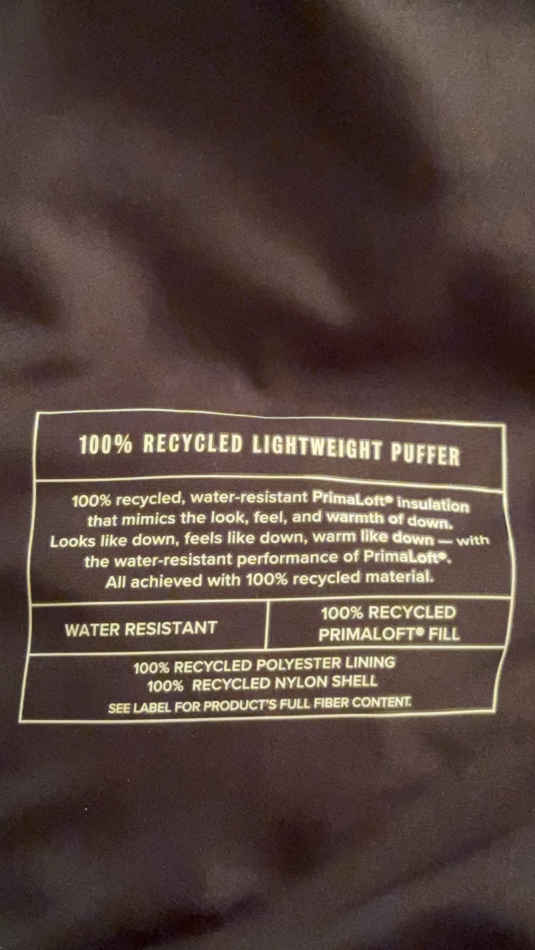 100% RECYCLED LIGHTWEIGHT PUFFER
100% recycled, water-resistant PrimaLoft® insulation
that mimics the look, feel, and warmth of down.
Looks like down, feels like down, warm like down — with
the water-resistant performance of PrimaLoft®.
All achieved with 100% recycled material.
WATER RESISTANT
100% RECYCLED
PRIMALOFT® FILL
100% RECYCLED POLYESTER LINING
100% RECYCLED NYLON SHELL
SEE LABEL FOR PRODUCT'S FULL FIBER CONTENT.